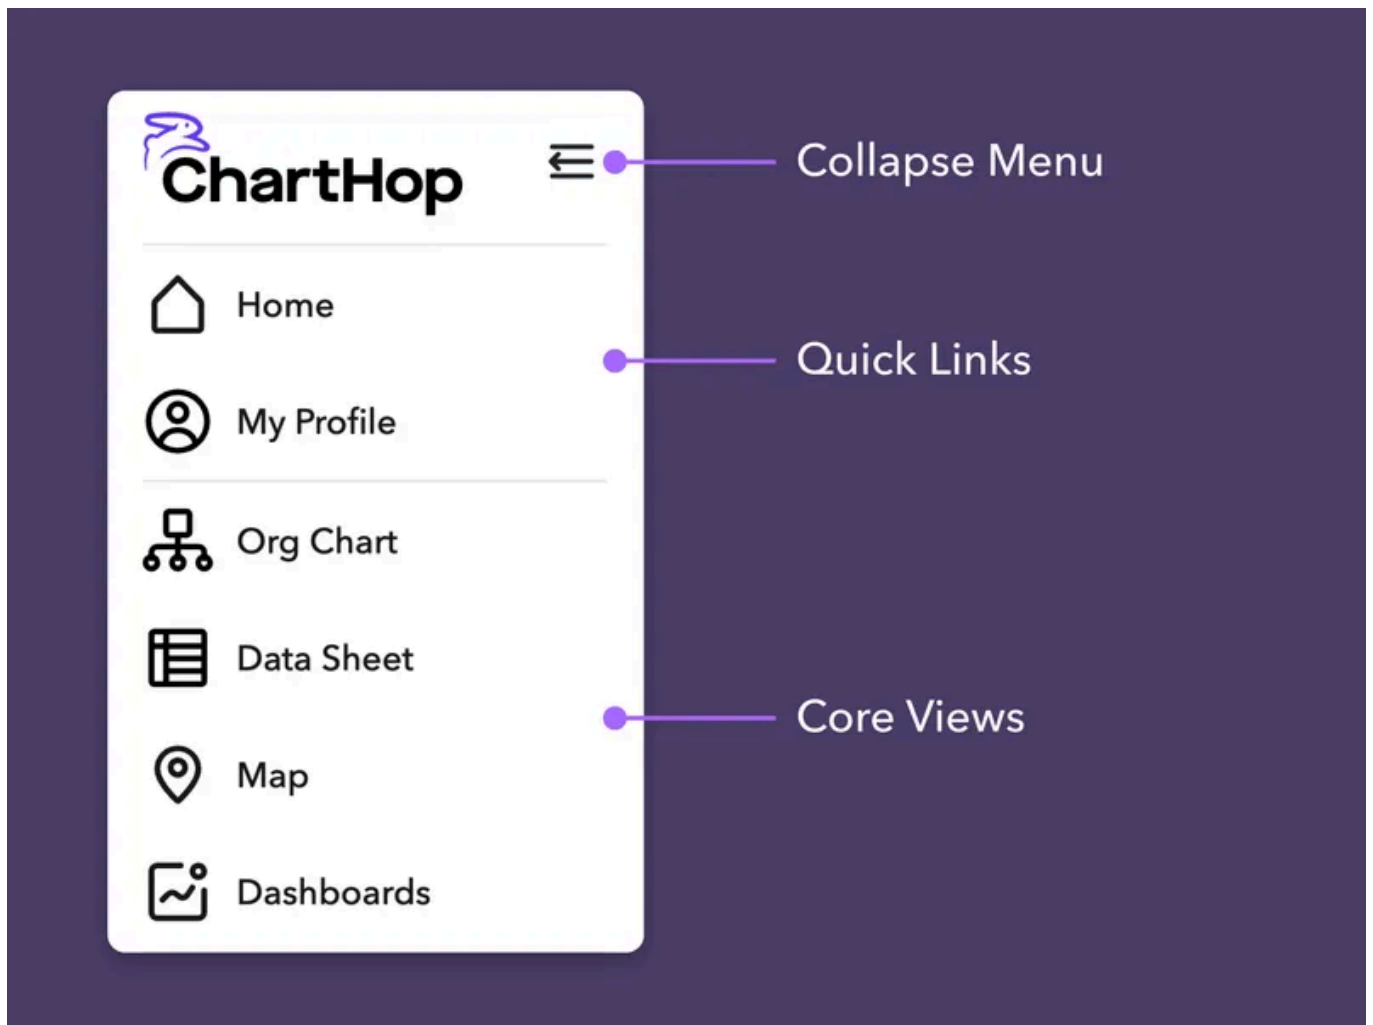 ChartHop
Collapse Menu
Home
Quick Links
My Profile
Org Chart
Data Sheet
Core Views
Map
Dashboards